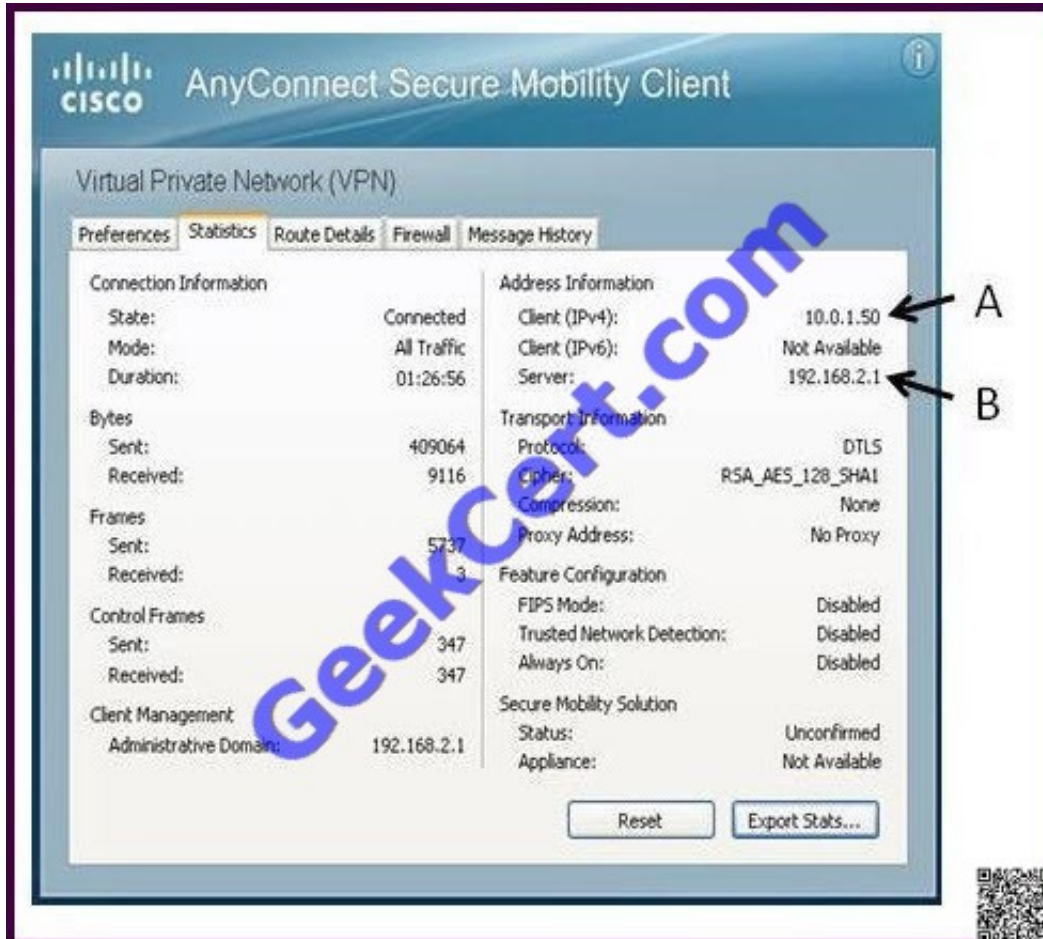 CISCO
AnyConnect Secure Mobility Client
Virtual Private Network (VPN)
Preferences Statistics Route Details Firewall Message History
Connection Information
State: Connected
Mode: All Traffic
Duration: 01:26:56
Bytes
Sent: 409064
Received: 9116
Frames
Sent: 5737
Received: 3
Control Frames
Sent: 347
Received: 347
Client Management
Administrative Domain: 192.168.2.1
Address Information
Client (IPv4): 10.0.1.50
Client (IPv6): Not Available
Server: 192.168.2.1
Transport Information
Protocol: DTLS
Cipher: RSA_AES_128_SHA1
Compression: None
Proxy Address: No Proxy
Feature Configuration
FIPS Mode: Disabled
Trusted Network Detection: Disabled
Always On: Disabled
Secure Mobility Solution
Status: Unconfirmed
Appliance: Not Available
Reset Export Stats...
A
B
GeekCert.com